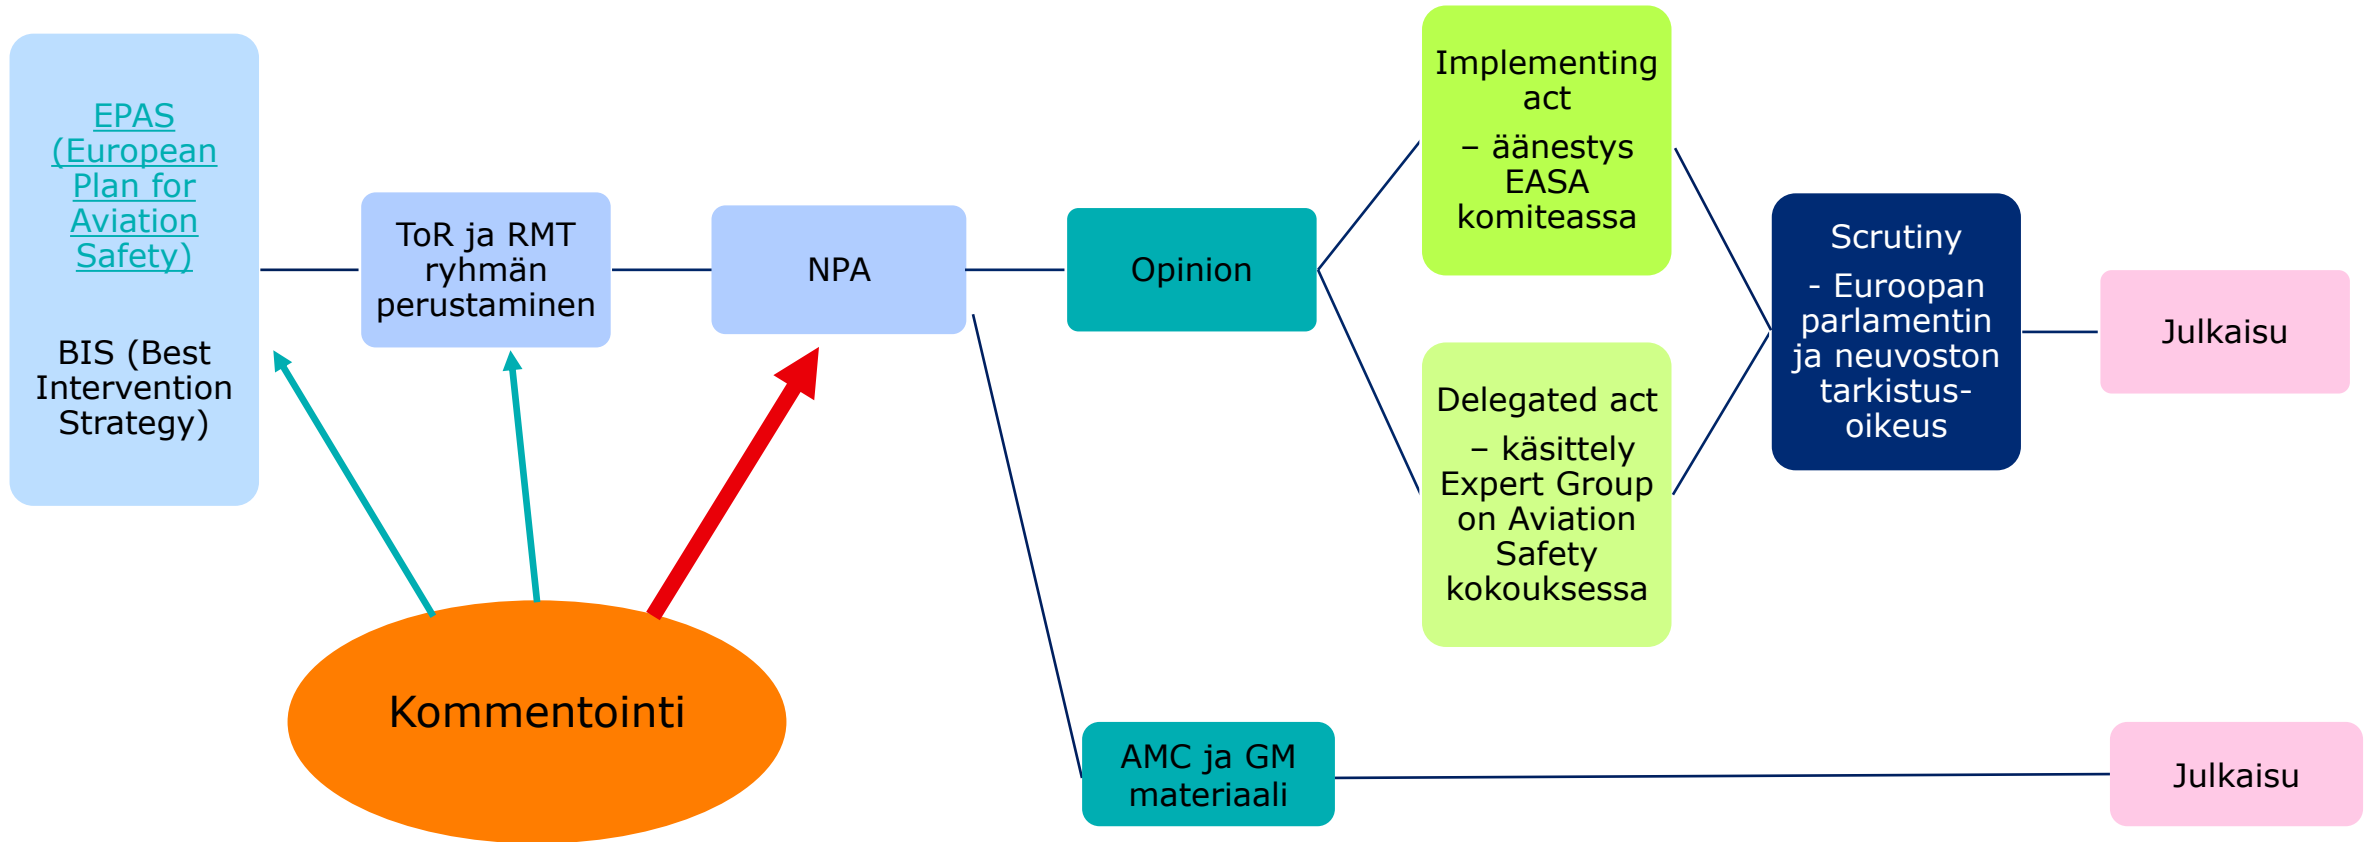 EPAS
(European
Plan for
Aviation
Safety)
BIS (Best
Intervention
Strategy)
ToR ja RMT
ryhmän
perustaminen
NPA
Opinion
Implementing
act
– äänestys
EASA
komiteassa
Delegated act
– käsittely
Expert Group
on Aviation
Safety
kokouksessa
Scrutiny
- Euroopan
parlamentin
ja neuvoston
tarkistus-
oikeus
Julkaisu
Kommentointi
AMC ja GM
materiaali
Julkaisu